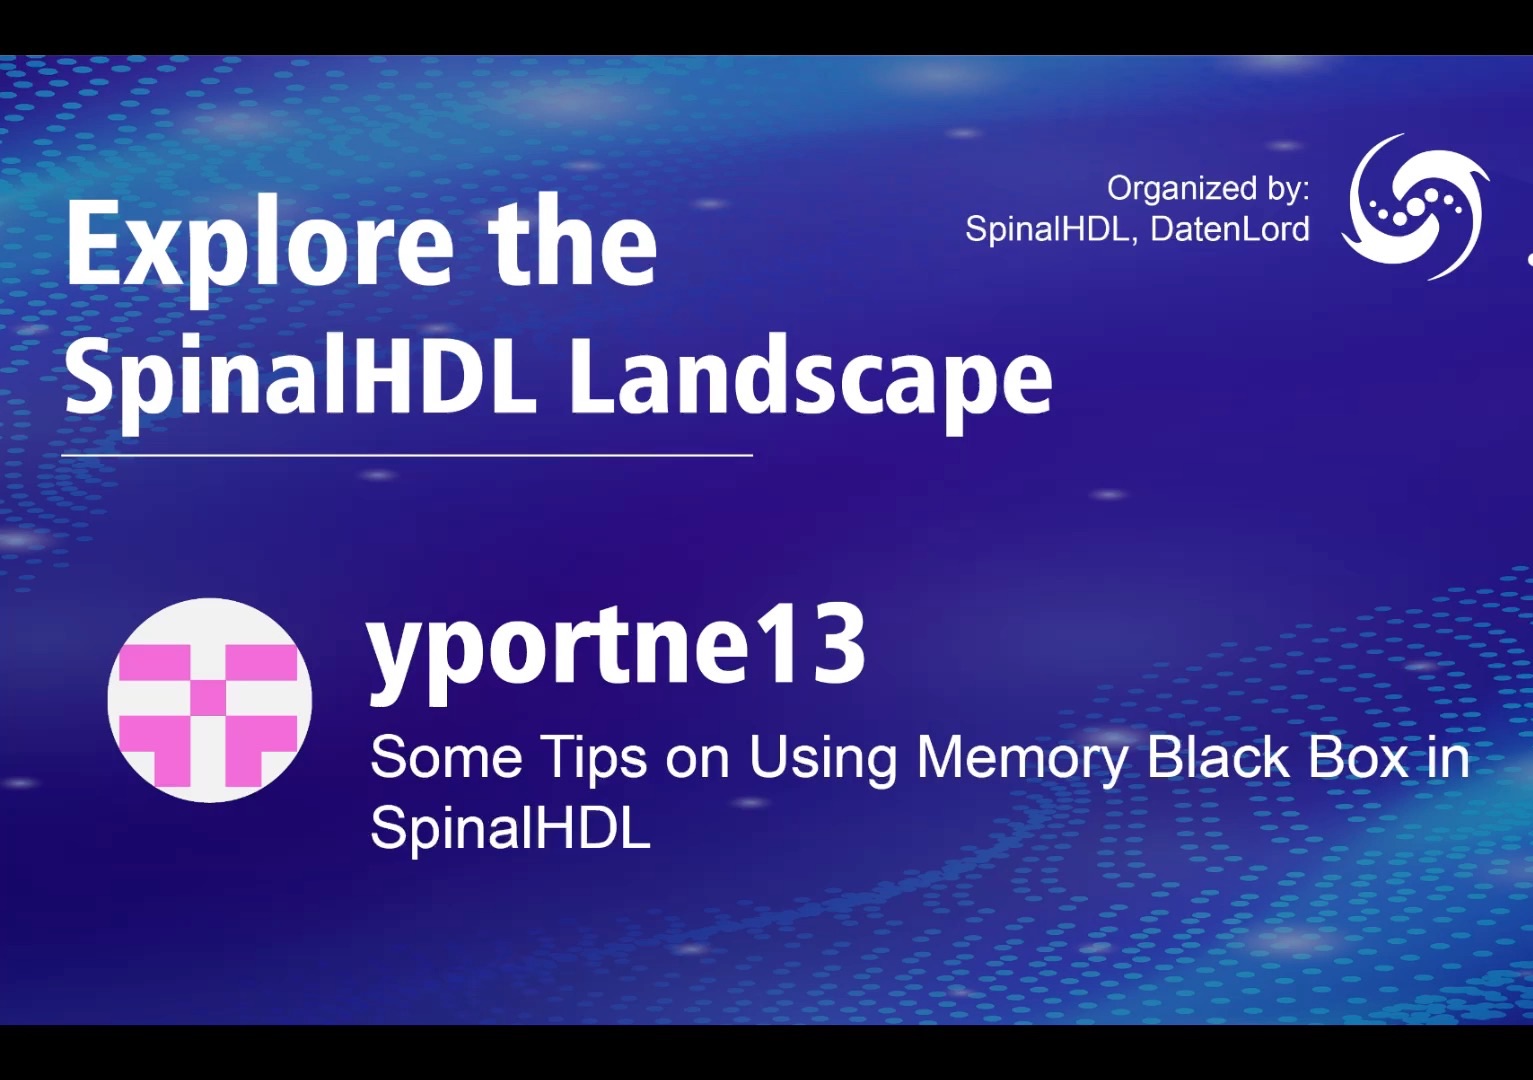 Organized by:
SpinalHDL, DatenLord
Explore the
SpinalHDL Landscape
yportne13
Some Tips on Using Memory Black Box in
SpinalHDL